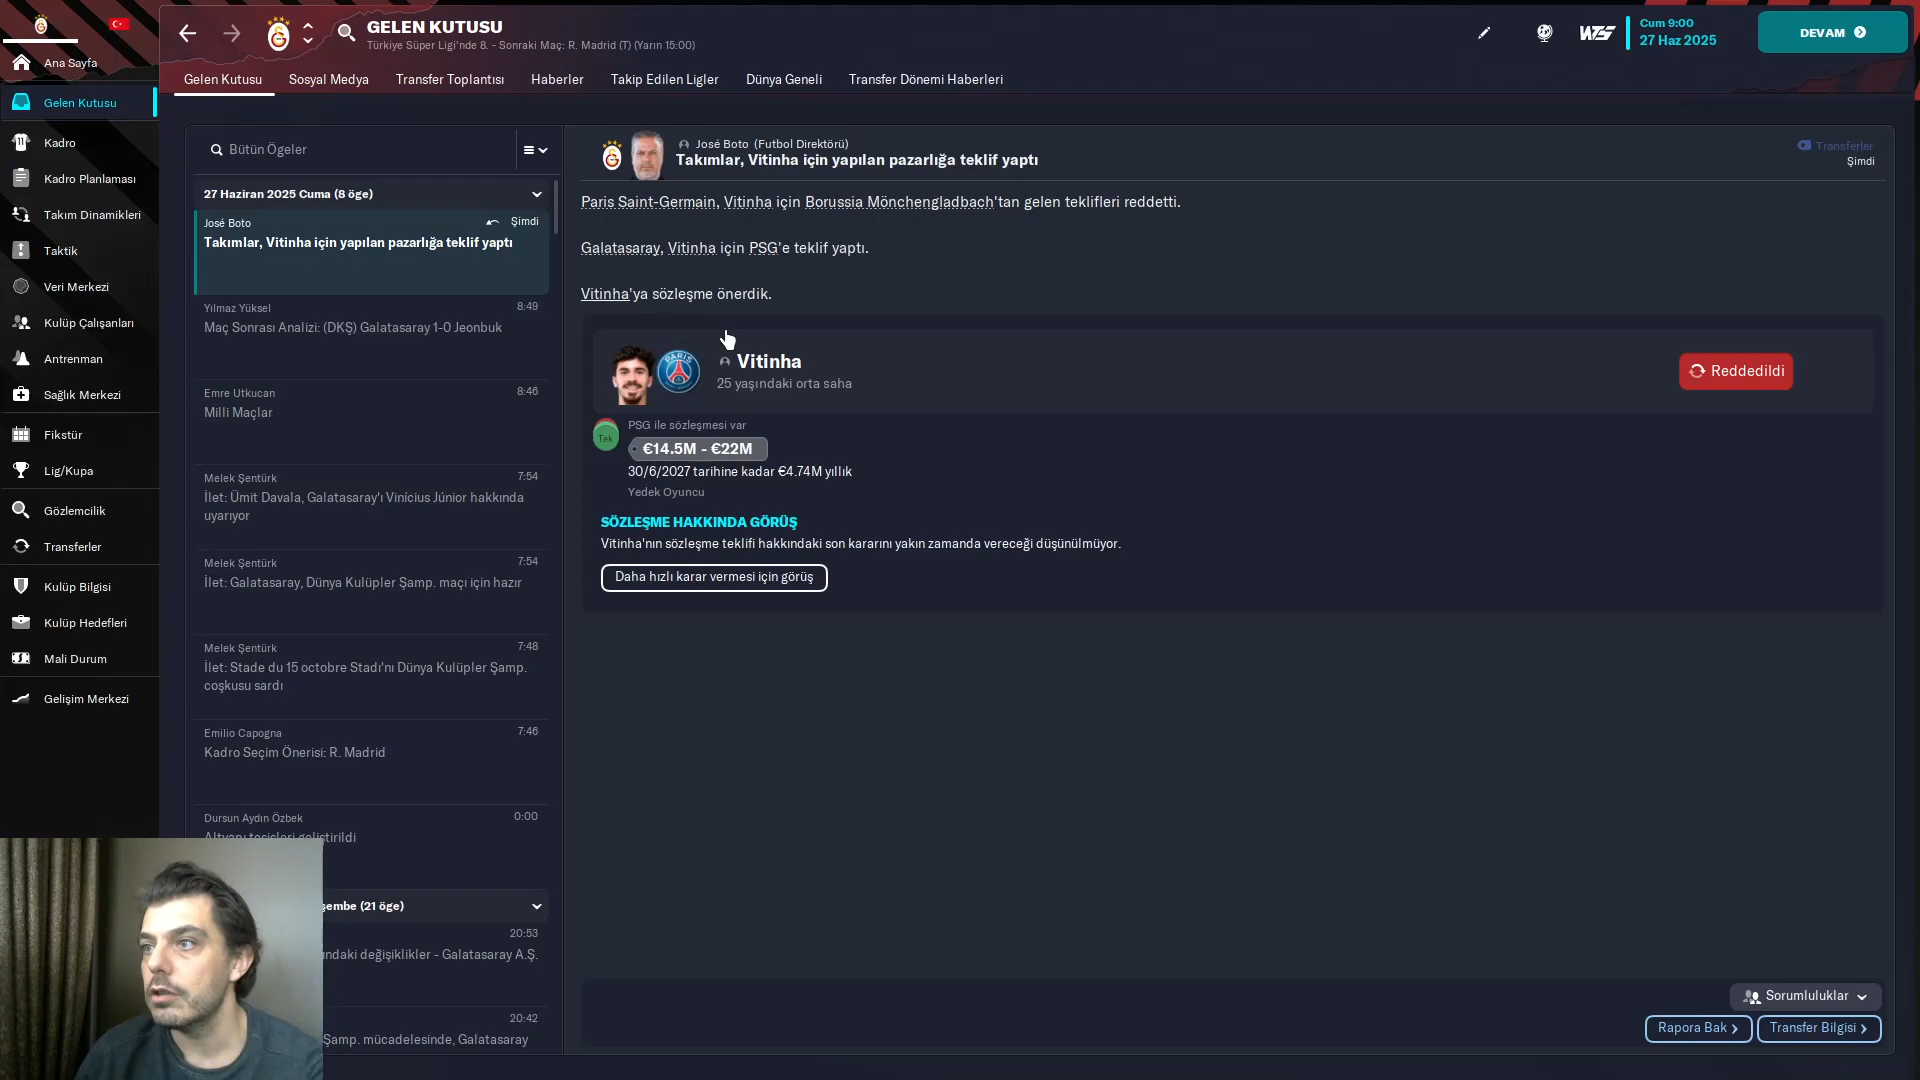 GELEN KUTUSU
Türkiye Süper Ligi'nde 8. - Sonraki Maç: R. Madrid (T) (Yarın 15:00)
Cum 9:00
27 Haz 2025
DEVAM
Gelen Kutusu
Sosyal Medya
Transfer Toplantısı
Haberler
Takip Edilen Ligler
Dünya Geneli
Transfer Dönemi Haberleri
Ana Sayfa
Gelen Kutusu
Kadro
Kadro Planlaması
Takım Dinamikleri
Taktik
Veri Merkezi
Kulüp Çalışanları
Antrenman
Sağlık Merkezi
Fikstür
Lig/Kupa
Gözlemcilik
Transferler
Kulüp Bilgisi
Kulüp Hedefleri
Mali Durum
Gelişim Merkezi
Bütün Ögeler
27 Haziran 2025 Cuma (8 öge)
José Boto
Şimdi
Takımlar, Vitinha için yapılan pazarlığa teklif yaptı
Yılmaz Yüksel
8:49
Maç Sonrası Analizi: (DKŞ) Galatasaray 1-0 Jeonbuk
Emre Utkucan
8:46
Milli Maçlar
Melek Şentürk
7:54
İlet: Ümit Davala, Galatasaray'ı Vinícius Júnior hakkında
uyarıyor
Melek Şentürk
7:54
İlet: Galatasaray, Dünya Kulüpler Şamp. maçı için hazır
Melek Şentürk
7:48
İlet: Stade du 15 octobre Stadı'nı Dünya Kulüpler Şamp.
coşkusu sardı
Emilio Capogna
7:46
Kadro Seçim Önerisi: R. Madrid
Dursun Aydın Özbek
0:00
Altyapı tesisleri geliştirildi
şembe (21 öge)
20:53
ndaki değişiklikler - Galatasaray A.Ş.
20:42
Şamp. mücadelesinde, Galatasaray
José Boto (Futbol Direktörü)
Takımlar, Vitinha için yapılan pazarlığa teklif yaptı
Transferler
Şimdi
Paris Saint-Germain, Vitinha için Borussia Mönchengladbach'tan gelen teklifleri reddetti.
Galatasaray, Vitinha için PSG'e teklif yaptı.
Vitinha'ya sözleşme önerdik.
PARIS
Vitinha
25 yaşındaki orta saha
Reddedildi
Tek
PSG ile sözleşmesi var
€14.5M - €22M
30/6/2027 tarihine kadar €4.74M yıllık
Yedek Oyuncu
SÖZLEŞME HAKKINDA GÖRÜŞ
Vitinha'nın sözleşme teklifi hakkındaki son kararını yakın zamanda vereceği düşünülmüyor.
Daha hızlı karar vermesi için görüş
Sorumluluklar
Rapora Bak
Transfer Bilgisi